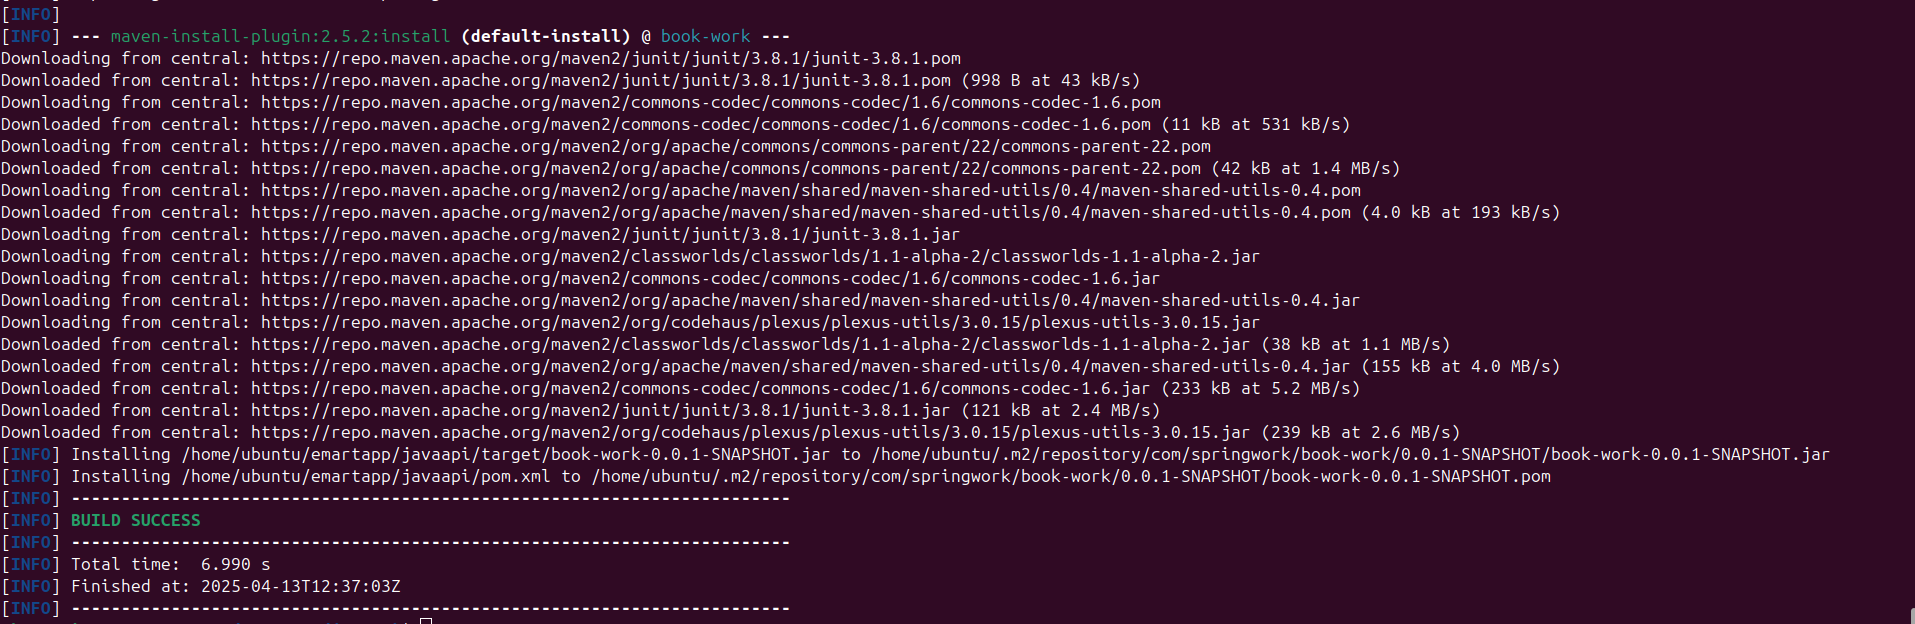 [INFO]
[INFO] --- maven-install-plugin:2.5.2:install (default-install) @ book-work ---
Downloading from central: https://repo.maven.apache.org/maven2/junit/junit/3.8.1/junit-3.8.1.pom
Downloaded from central: https://repo.maven.apache.org/maven2/junit/junit/3.8.1/junit-3.8.1.pom (998 B at 43 kB/s)
Downloading from central: https://repo.maven.apache.org/maven2/commons-codec/commons-codec/1.6/commons-codec-1.6.pom
Downloaded from central: https://repo.maven.apache.org/maven2/commons-codec/commons-codec/1.6/commons-codec-1.6.pom (11 kB at 531 kB/s)
Downloading from central: https://repo.maven.apache.org/maven2/org/apache/commons/commons-parent/22/commons-parent-22.pom
Downloaded from central: https://repo.maven.apache.org/maven2/org/apache/commons/commons-parent/22/commons-parent-22.pom (42 kB at 1.4 MB/s)
Downloading from central: https://repo.maven.apache.org/maven2/org/apache/maven/shared/maven-shared-utils/0.4/maven-shared-utils-0.4.pom
Downloaded from central: https://repo.maven.apache.org/maven2/org/apache/maven/shared/maven-shared-utils/0.4/maven-shared-utils-0.4.pom (4.0 kB at 193 kB/s)
Downloading from central: https://repo.maven.apache.org/maven2/junit/junit/3.8.1/junit-3.8.1.jar
Downloading from central: https://repo.maven.apache.org/maven2/classworlds/classworlds/1.1-alpha-2/classworlds-1.1-alpha-2.jar
Downloading from central: https://repo.maven.apache.org/maven2/commons-codec/commons-codec/1.6/commons-codec-1.6.jar
Downloading from central: https://repo.maven.apache.org/maven2/org/apache/maven/shared/maven-shared-utils/0.4/maven-shared-utils-0.4.jar
Downloading from central: https://repo.maven.apache.org/maven2/org/codehaus/plexus/plexus-utils/3.0.15/plexus-utils-3.0.15.jar
Downloaded from central: https://repo.maven.apache.org/maven2/classworlds/classworlds/1.1-alpha-2/classworlds-1.1-alpha-2.jar (38 kB at 1.1 MB/s)
Downloaded from central: https://repo.maven.apache.org/maven2/org/apache/maven/shared/maven-shared-utils/0.4/maven-shared-utils-0.4.jar (155 kB at 4.0 MB/s)
Downloaded from central: https://repo.maven.apache.org/maven2/commons-codec/commons-codec/1.6/commons-codec-1.6.jar (233 kB at 5.2 MB/s)
Downloaded from central: https://repo.maven.apache.org/maven2/junit/junit/3.8.1/junit-3.8.1.jar (121 kB at 2.4 MB/s)
Downloaded from central: https://repo.maven.apache.org/maven2/org/codehaus/plexus/plexus-utils/3.0.15/plexus-utils-3.0.15.jar (239 kB at 2.6 MB/s)
[INFO] Installing /home/ubuntu/emartapp/javaapi/target/book-work-0.0.1-SNAPSHOT.jar to /home/ubuntu/.m2/repository/com/springwork/book-work/0.0.1-SNAPSHOT/book-work-0.0.1-SNAPSHOT.jar
[INFO] Installing /home/ubuntu/emartapp/javaapi/pom.xml to /home/ubuntu/.m2/repository/com/springwork/book-work/0.0.1-SNAPSHOT/book-work-0.0.1-SNAPSHOT.pom
[INFO] ------------------------------------------------------------------------
[INFO] BUILD SUCCESS
[INFO] ------------------------------------------------------------------------
[INFO] Total time:  6.990 s
[INFO] Finished at: 2025-04-13T12:37:03Z
[INFO] ------------------------------------------------------------------------